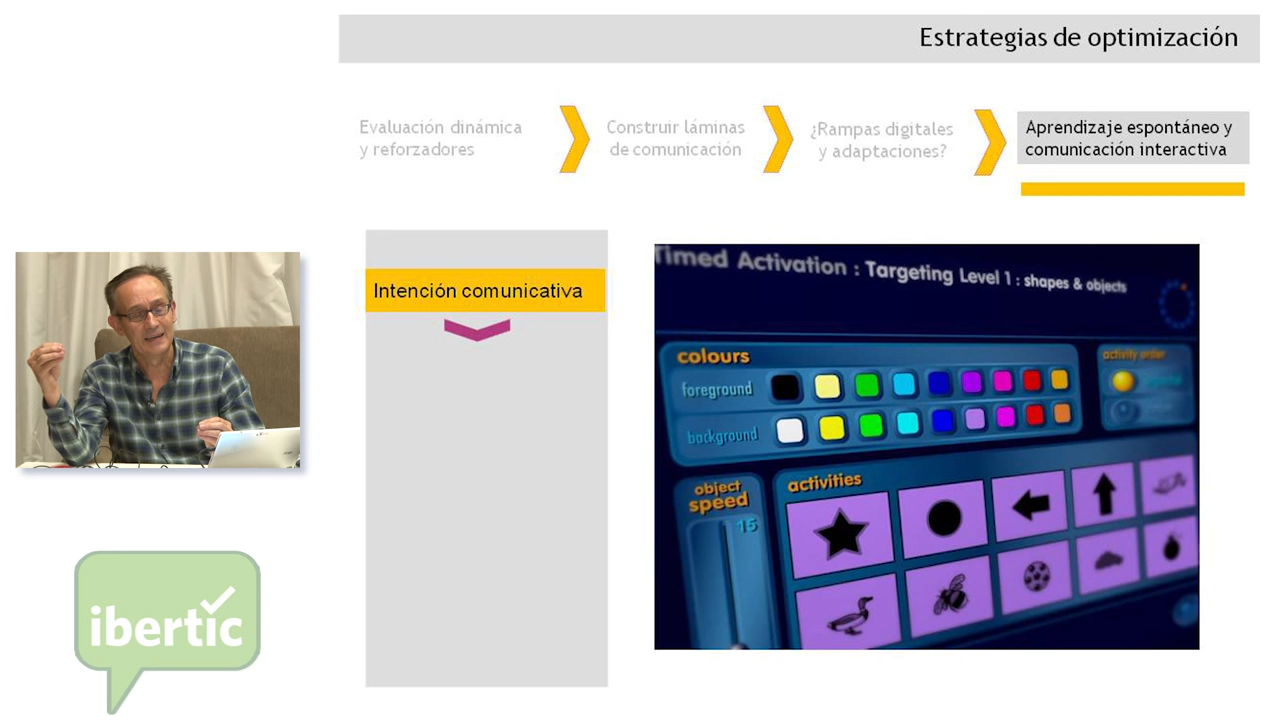 Estrategias de optimización
Evaluación dinámica
y reforzadores
Construir láminas
de comunicación
¿Rampas digitales
y adaptaciones?
Aprendizaje espontáneo y
comunicación interactiva
Intención comunicativa
Timed Activation : Targeting Level 1 : shapes & objects
colours
foreground
background
activity order
object
speed
15
activities
ibertic